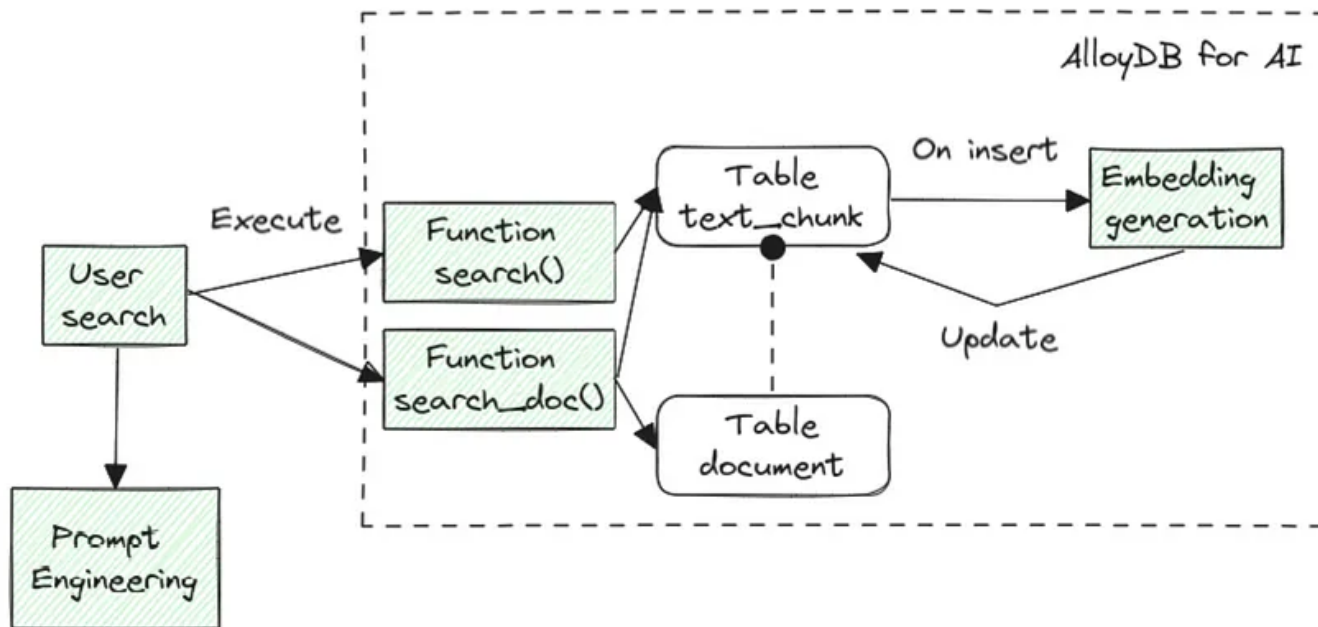 AlloyDB for AI
On insert
Table
text_chunk
Embedding
generation
Execute
Function
search()
User
search
Update
Function
search_doc()
Table
document
Prompt
Engineering